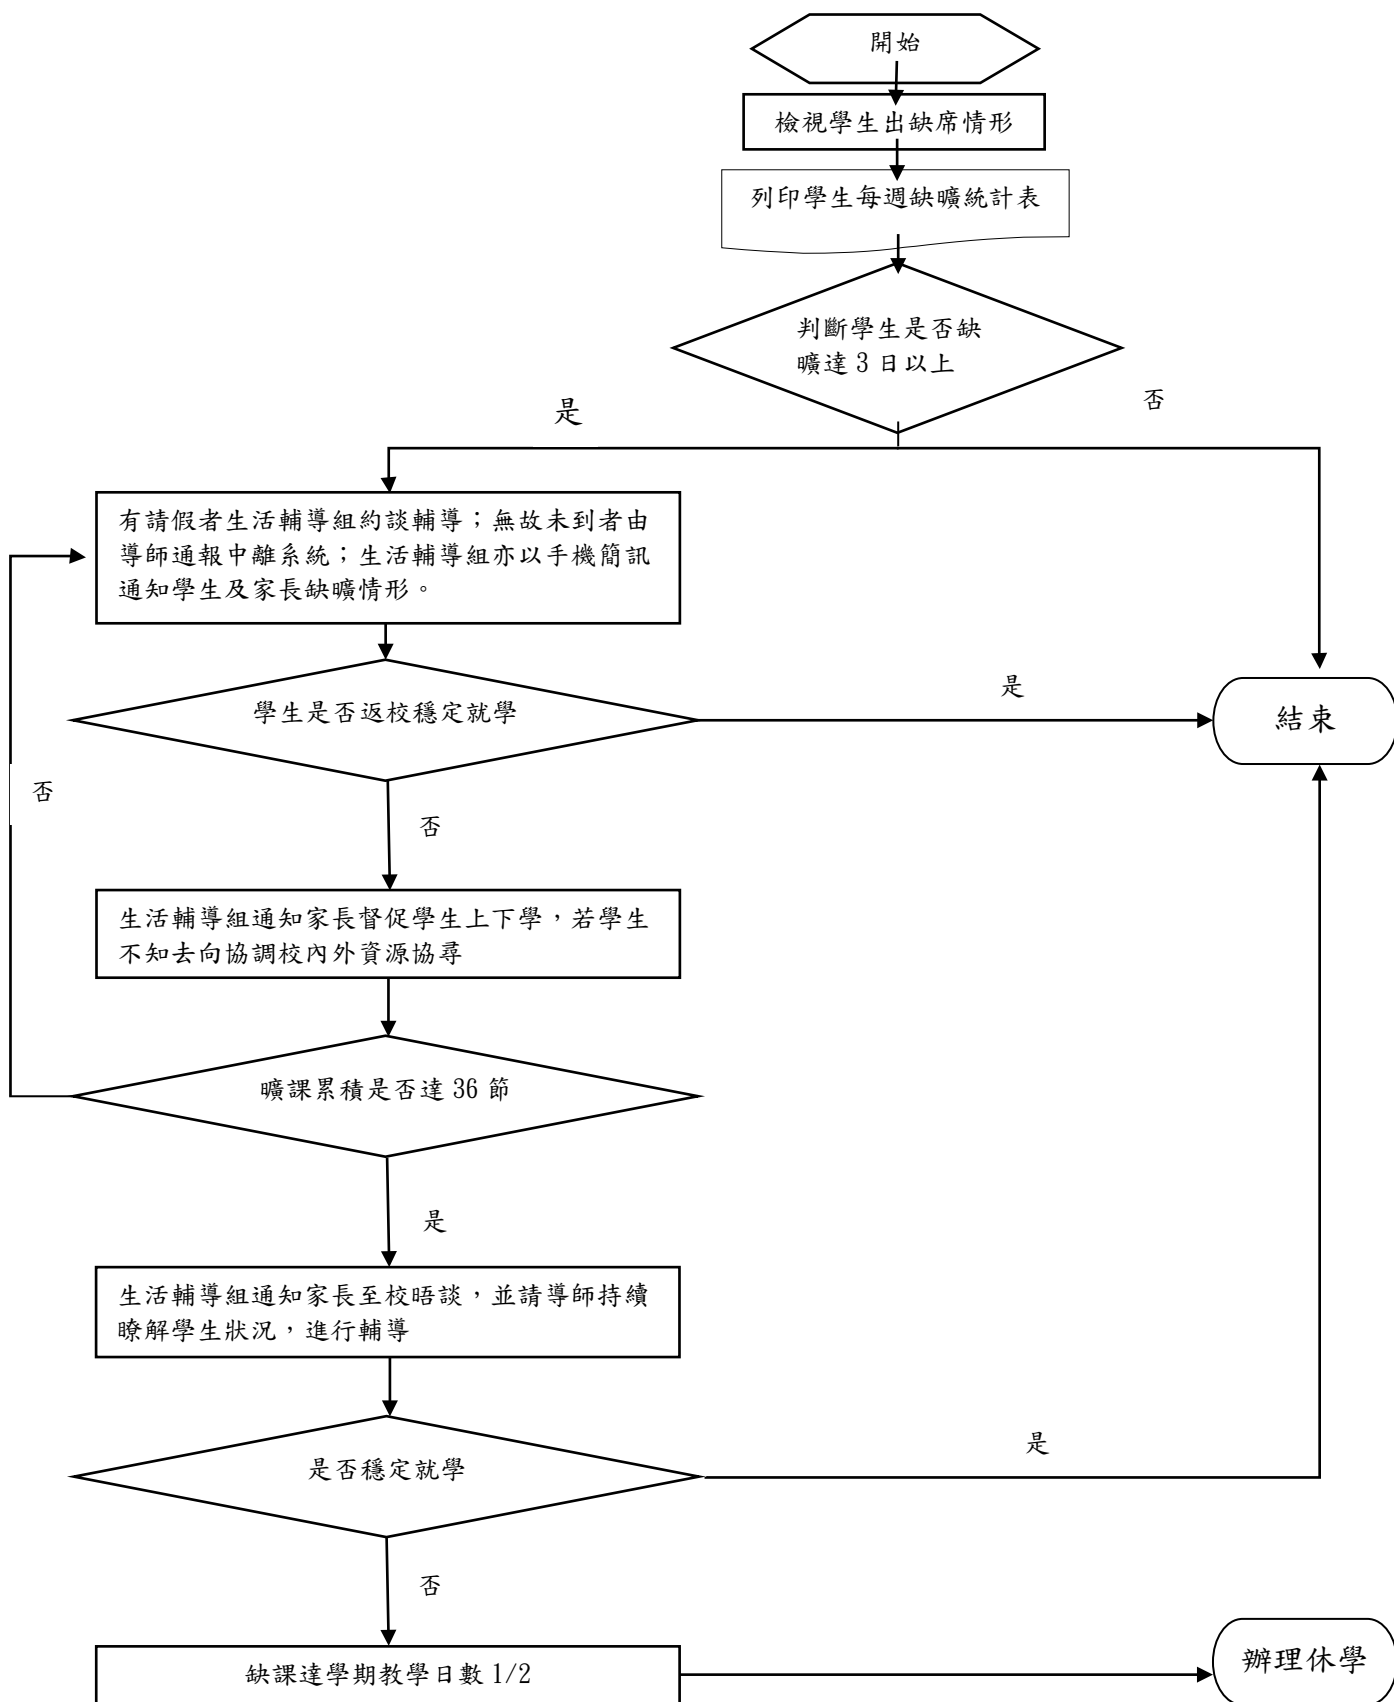 開始
檢視學生出缺席情形
列印學生每週缺曠統計表
判斷學生是否缺
曠達 3 日以上
是
否
有請假者生活輔導組約談輔導；無故未到者由
導師通報中離系統；生活輔導組亦以手機簡訊
通知學生及家長缺曠情形。
學生是否返校穩定就學
是
結束
否
否
生活輔導組通知家長督促學生上下學，若學生
不知去向協調校內外資源協尋
曠課累積是否達 36 節
是
生活輔導組通知家長至校晤談，並請導師持續
瞭解學生狀況，進行輔導
是否穩定就學
是
否
缺課達學期教學日數 1/2
辦理休學